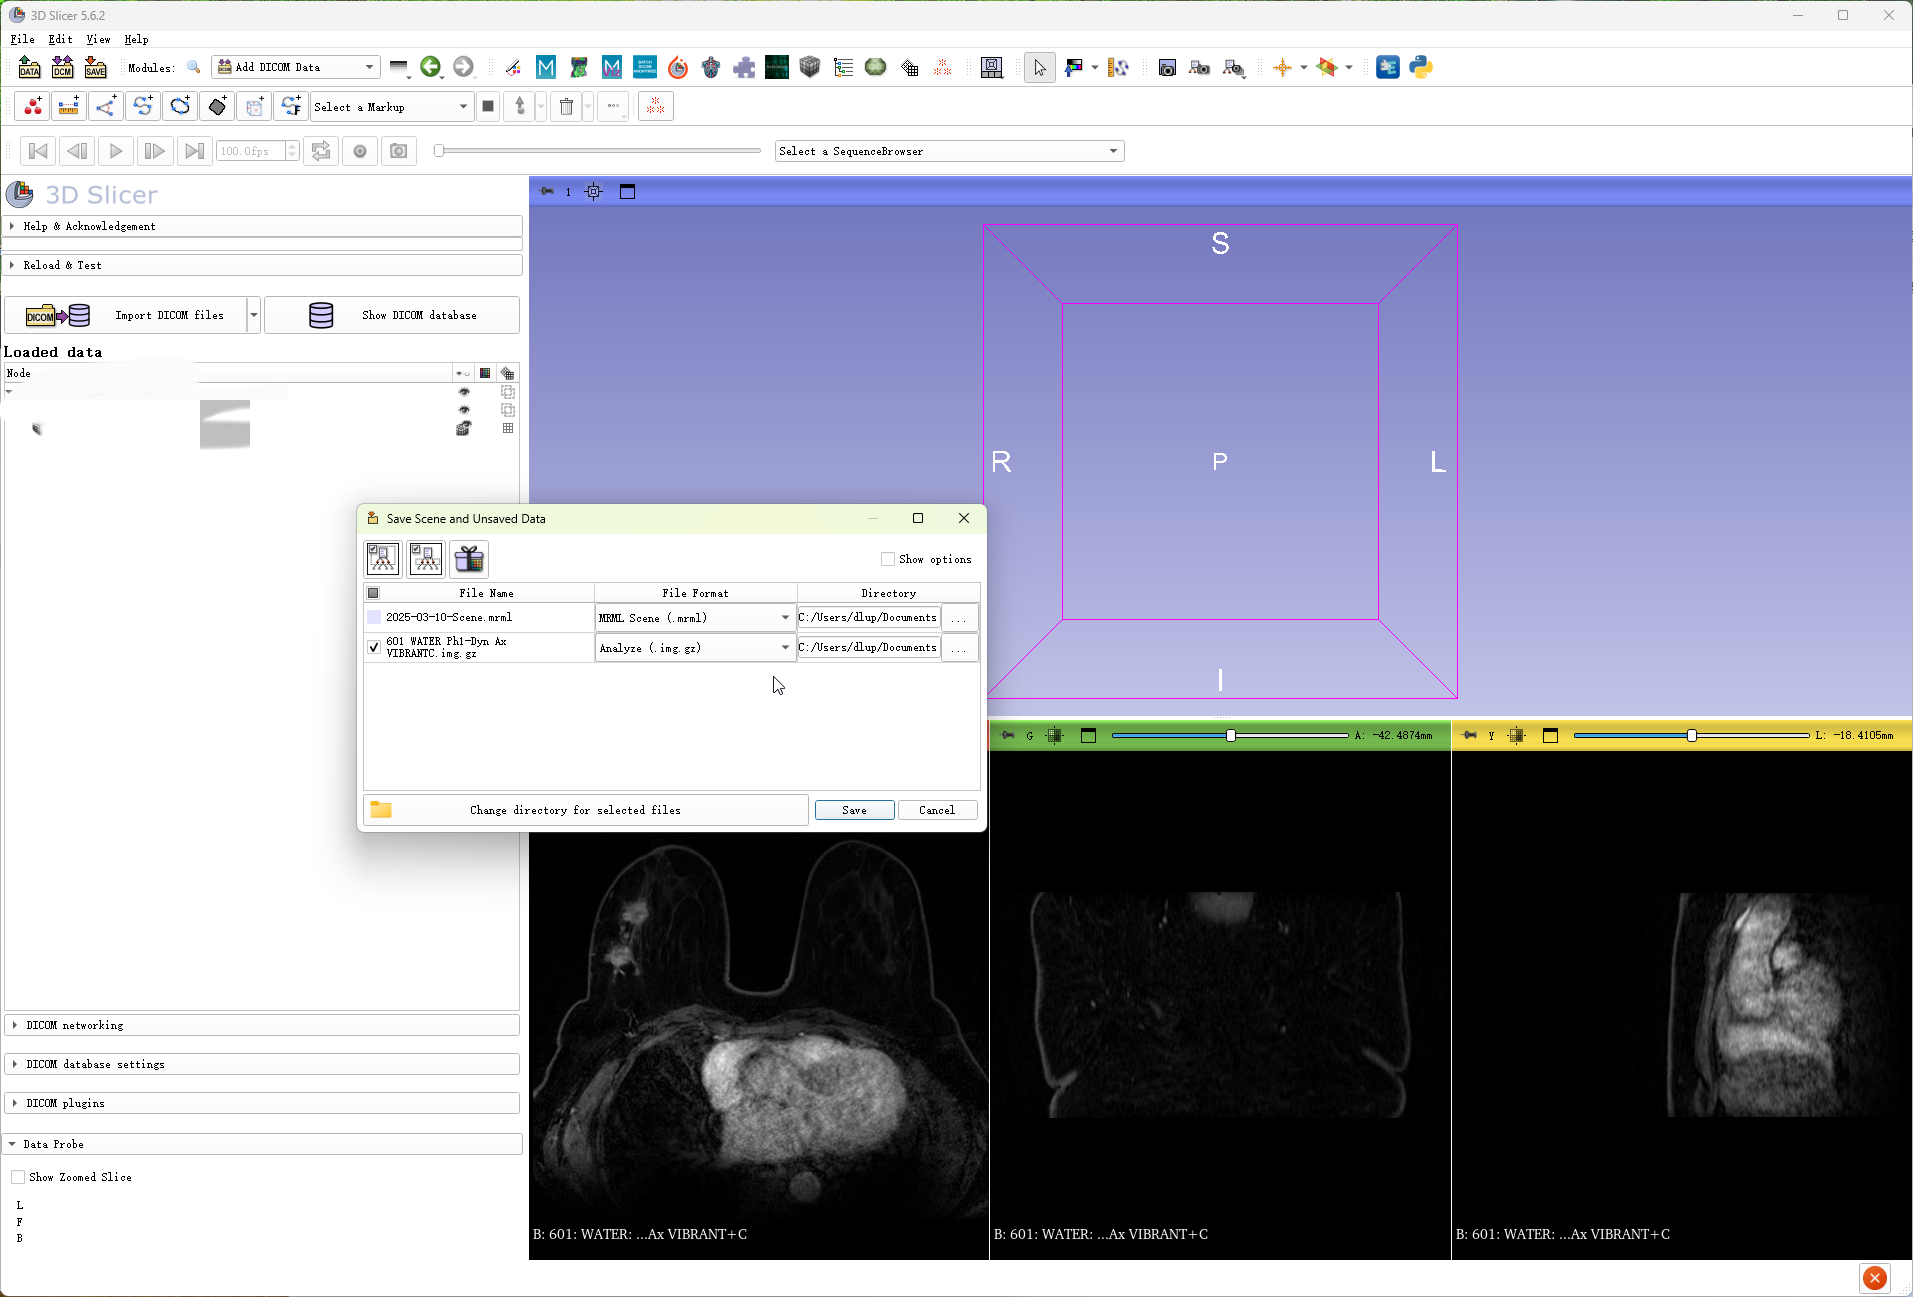 3D Slicer 5.6.2
File Edit View Help
DATA DCM SAVE Modules: Add DICOM Data
Select a Markup
100.0fps Select a SequenceBrowser
3D Slicer
Help & Acknowledgement
Reload & Test
DICOM Import DICOM files Show DICOM database
Loaded data
Node
1
S
R P L
I
Save Scene and Unsaved Data
Show options
File Name File Format Directory
2025-03-10-Scene.mrml MRML Scene (.mrml) C:/Users/dlup/Documents ...
601 WATER Ph1-Dyn Ax
VIBRANTC.img.gz Analyze (.img.gz) C:/Users/dlup/Documents ...
Change directory for selected files Save Cancel
G A: -42.4874mm
Y L: -18.4105mm
B: 601: WATER: ...Ax VIBRANT+C
B: 601: WATER: ...Ax VIBRANT+C
B: 601: WATER: ...Ax VIBRANT+C
DICOM networking
DICOM database settings
DICOM plugins
Data Probe
Show Zoomed Slice
L
F
B